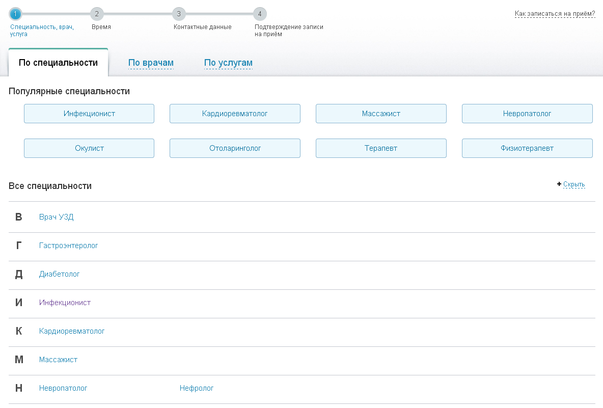 1 2 3 4
Как записаться на приём?
Специальность, врач, услуга
Время
Контактные данные
Подтверждение записи на приём
По специальности По врачам По услугам
Популярные специальности
Инфекционист Кардиоревматолог Массажист Невропатолог
Окулист Отоларинголог Терапевт Физиотерапевт
Все специальности Скрыть
В Врач УЗД
Г Гастроэнтеролог
Д Диабетолог
И Инфекционист
К Кардиоревматолог
М Массажист
Н Невропатолог Нефролог